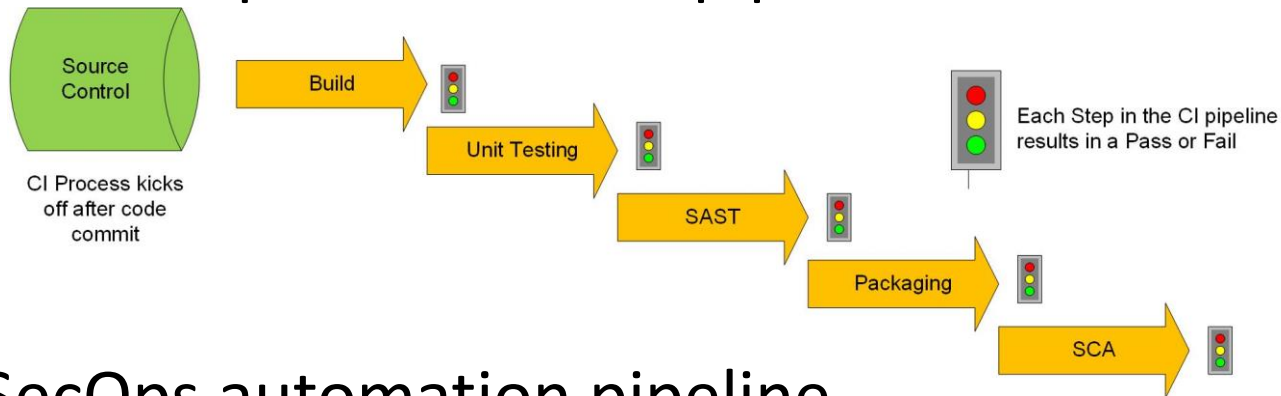 Source
Control
CI Process kicks
off after code
commit
Build
Unit Testing
SAST
Packaging
SCA
Each Step in the CI pipeline
results in a Pass or Fail
SecOps automation pipeline